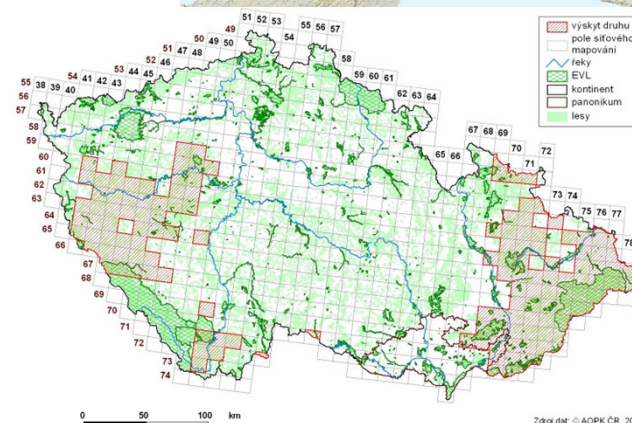 51 52 53 55 56 57
49 54
50 49 50 58
51 47 48 59 60 61
52 62 63 64
53 45 46
54 41 42 43 44
55 38 39 40
56
57
58
59
60
61
62
63
64
65
66
67
68
69
70
71
72
73
74
65 66
67 68 69
70 72
71
73 74
75 76 77
78
výskyt druhu
pole síťového
mapování
řeky
EVL
kontinent
panonikum
lesy
0 50 100 km
Zdroj dat: © AOPK ČR, 20